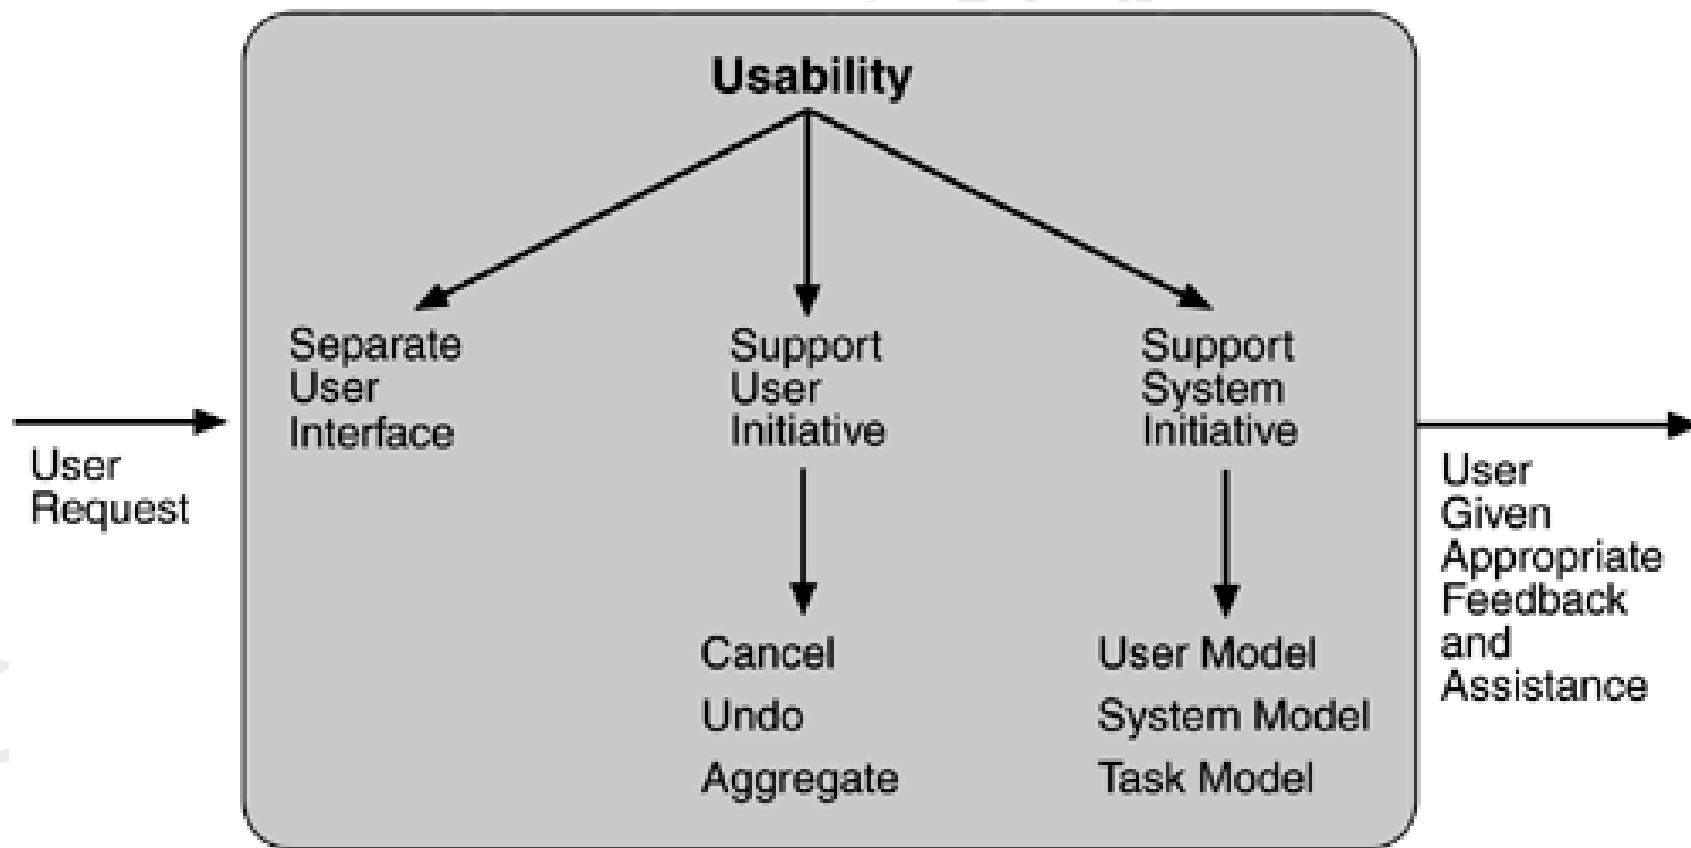 Usability
Separate
User
Interface
Support
User
Initiative
Support
System
Initiative
User
Request
User
Given
Appropriate
Feedback
and
Assistance
Cancel
Undo
Aggregate
User Model
System Model
Task Model